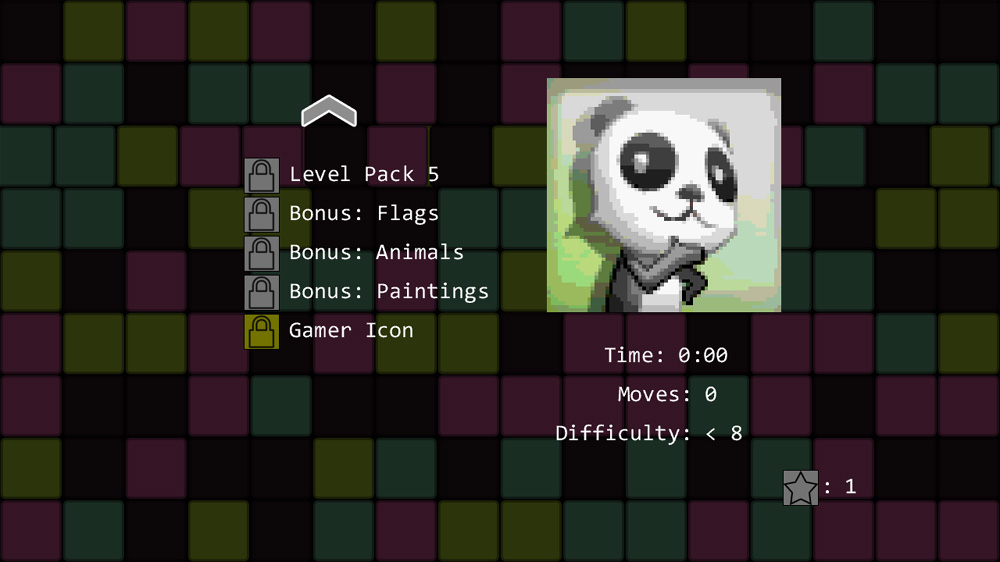 Level Pack 5
Bonus: Flags
Bonus: Animals
Bonus: Paintings
Gamer Icon
Time: 0:00
Moves: 0
Difficulty: < 8
: 1